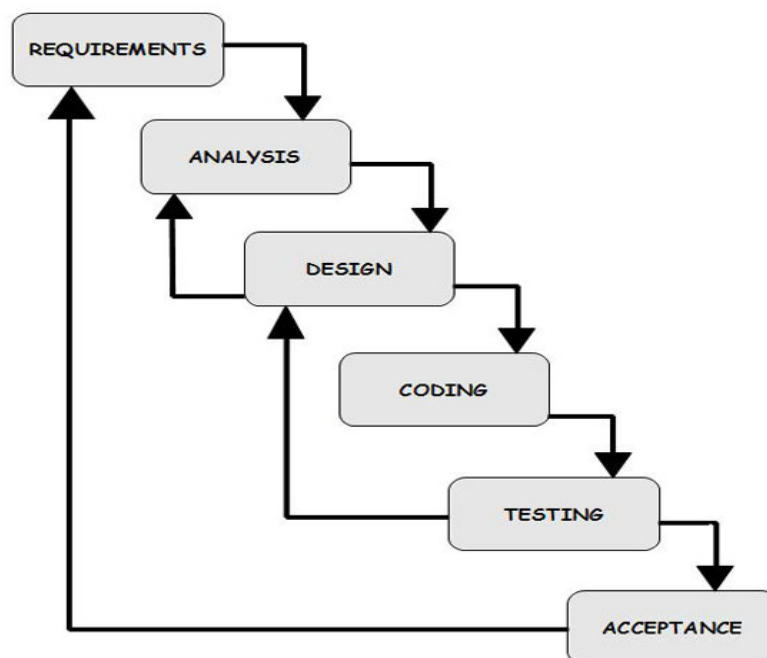 REQUIREMENTS
ANALYSIS
DESIGN
CODING
TESTING
ACCEPTANCE